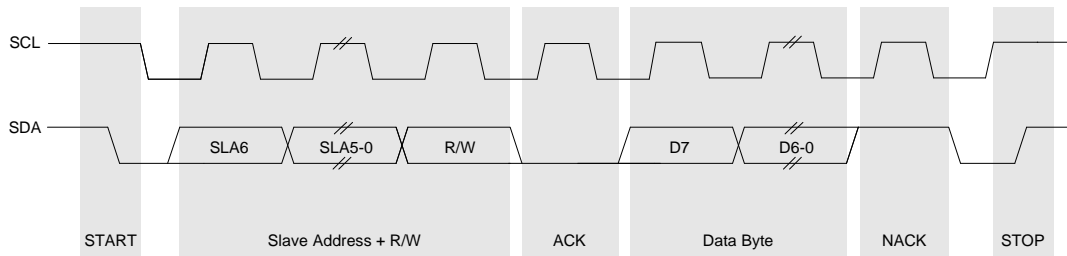 SCL
SDA
SLA6 SLA5-0 R/W D7 D6-0
START Slave Address + R/W ACK Data Byte NACK STOP